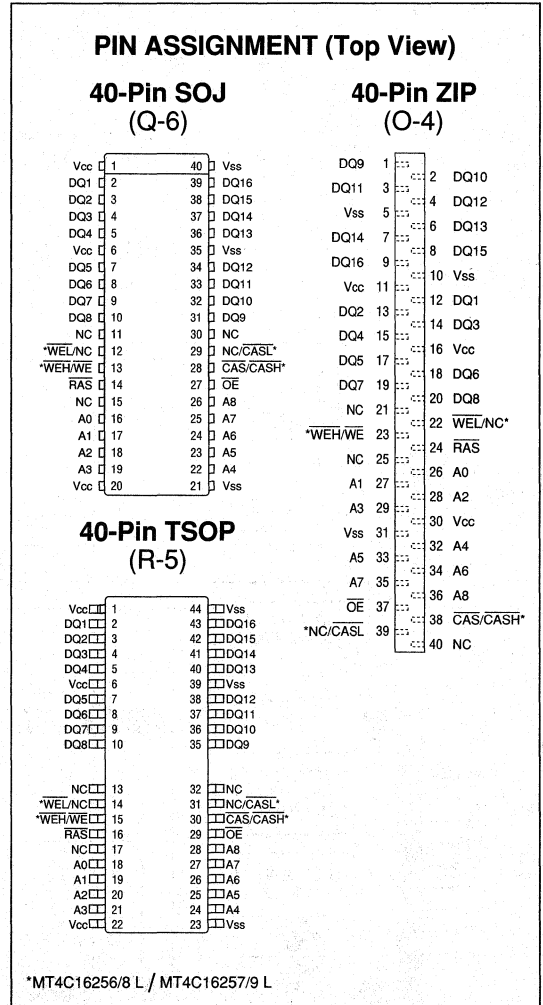 PIN ASSIGNMENT (Top View)
40-Pin SOJ
(Q-6)
Vcc 1 40 Vss
DQ1 2 39 DQ16
DQ2 3 38 DQ15
DQ3 4 37 DQ14
DQ4 5 36 DQ13
Vcc 6 35 Vss
DQ5 7 34 DQ12
DQ6 8 33 DQ11
DQ7 9 32 DQ10
DQ8 10 31 DQ9
NC 11 30 NC
*WEL/NC 12 29 NC/CASL*
*WEH/WE 13 28 CAS/CASH*
RAS 14 27 OE
NC 15 26 A8
A0 16 25 A7
A1 17 24 A6
A2 18 23 A5
A3 19 22 A4
Vcc 20 21 Vss
40-Pin TSOP
(R-5)
Vcc 1 44 Vss
DQ1 2 43 DQ16
DQ2 3 42 DQ15
DQ3 4 41 DQ14
DQ4 5 40 DQ13
Vcc 6 39 Vss
DQ5 7 38 DQ12
DQ6 8 37 DQ11
DQ7 9 36 DQ10
DQ8 10 35 DQ9
NC 13 32 NC
*WEL/NC 14 31 NC/CASL*
*WEH/WE 15 30 CAS/CASH*
RAS 16 29 OE
NC 17 28 A8
A0 18 27 A7
A1 19 26 A6
A2 20 25 A5
A3 21 24 A4
Vcc 22 23 Vss
40-Pin ZIP
(O-4)
DQ9 1
2 DQ10
DQ11 3
4 DQ12
Vss 5
6 DQ13
DQ14 7
8 DQ15
DQ16 9
10 Vss
Vcc 11
12 DQ1
DQ2 13
14 DQ3
DQ4 15
16 Vcc
DQ5 17
18 DQ6
DQ7 19
20 DQ8
NC 21
22 WEL/NC*
*WEH/WE 23
24 RAS
NC 25
26 A0
A1 27
28 A2
A3 29
30 Vcc
Vss 31
32 A4
A5 33
34 A6
A7 35
36 A8
OE 37
38 CAS/CASH*
*NC/CASL 39
40 NC
*MT4C16256/8 L / MT4C16257/9 L